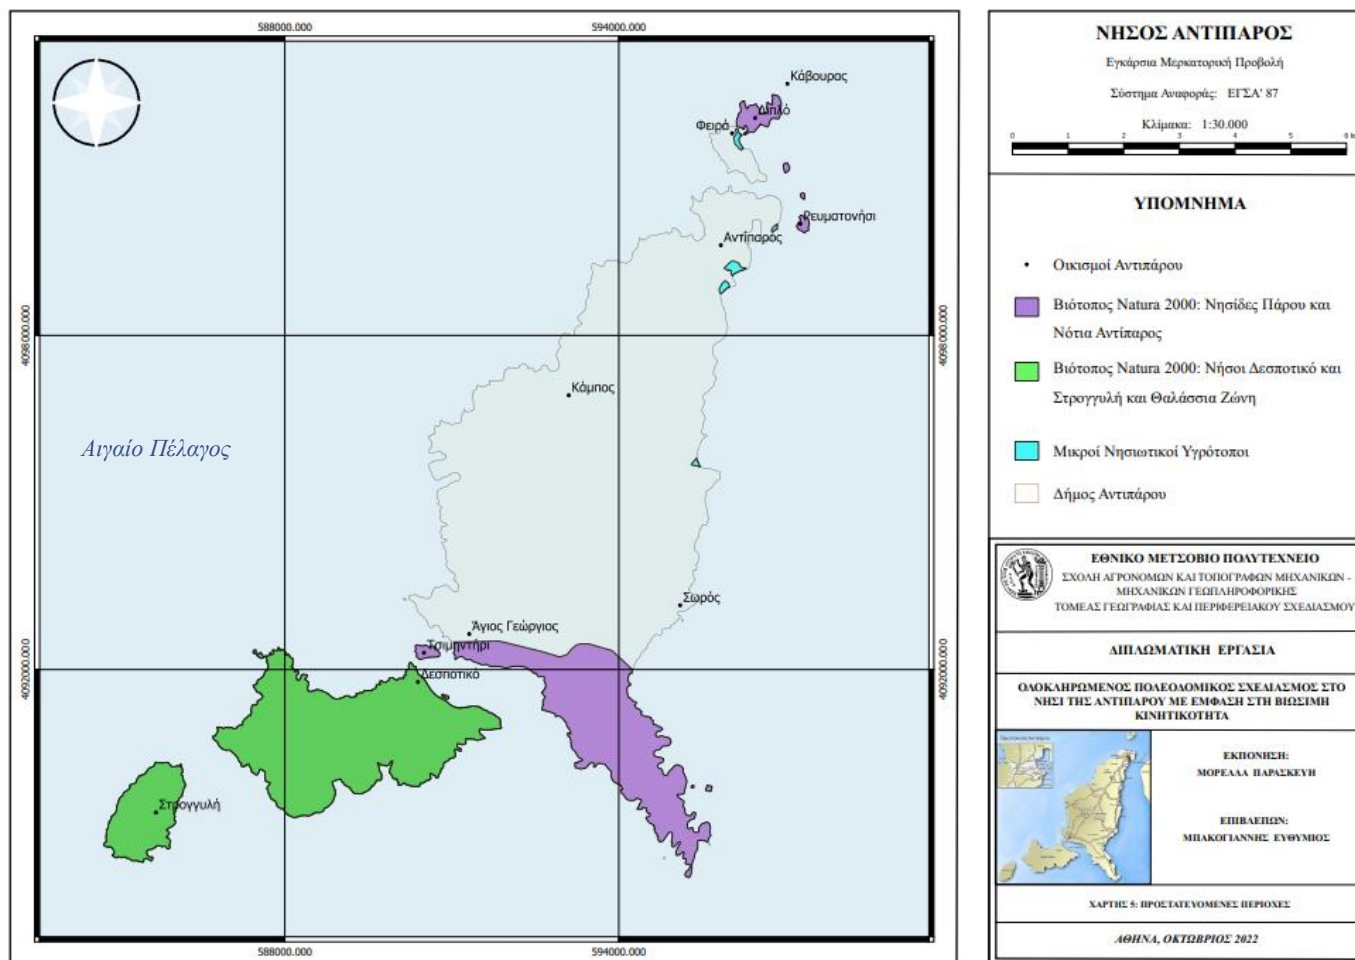 588000.000
594000.000
Κάβουρας
Διπλό
Φειρά
Ρευματονήσι
Αντίπαρος
4098000.000
4098000.000
Κάμπος
Αιγαίο Πέλαγος
Σωρός
Άγιος Γεώργιος
Τσιμηντήρι
4092000.000
4092000.000
Δεσποτικό
Στρογγυλή
588000.000
594000.000
ΝΗΣΟΣ ΑΝΤΙΠΑΡΟΣ
Εγκάρσια Μερκατορική Προβολή
Σύστημα Αναφοράς: ΕΓΣΑ' 87
Κλίμακα: 1:30.000
0 1 2 3 4 5 6
ΥΠΟΜΝΗΜΑ
Οικισμοί Αντιπάρου
Βιότοπος Natura 2000: Νησίδες Πάρου και
Νότια Αντίπαρος
Βιότοπος Natura 2000: Νήσοι Δεσποτικό και
Στρογγυλή και Θαλάσσια Ζώνη
Μικροί Νησιωτικοί Υγρότοποι
Δήμος Αντιπάρου
ΕΘΝΙΚΟ ΜΕΤΣΟΒΙΟ ΠΟΛΥΤΕΧΝΕΙΟ
ΣΧΟΛΗ ΑΓΡΟΝΟΜΩΝ ΚΑΙ ΤΟΠΟΓΡΑΦΩΝ ΜΗΧΑΝΙΚΩΝ -
ΜΗΧΑΝΙΚΩΝ ΓΕΩΠΛΗΡΟΦΟΡΙΚΗΣ
ΤΟΜΕΑΣ ΓΕΩΓΡΑΦΙΑΣ ΚΑΙ ΠΕΡΙΦΕΡΕΙΑΚΟΥ ΣΧΕΔΙΑΣΜΟΥ
ΔΙΠΛΩΜΑΤΙΚΗ ΕΡΓΑΣΙΑ
ΟΛΟΚΛΗΡΩΜΕΝΟΣ ΠΟΛΕΟΔΟΜΙΚΟΣ ΣΧΕΔΙΑΣΜΟΣ ΣΤΟ
ΝΗΣΙ ΤΗΣ ΑΝΤΙΠΑΡΟΥ ΜΕ ΕΜΦΑΣΗ ΣΤΗ ΒΙΩΣΙΜΗ
ΚΙΝΗΤΙΚΟΤΗΤΑ
ΕΚΠΟΝΗΣΗ:
ΜΟΡΕΛΛΑ ΠΑΡΑΣΚΕΥΗ
ΕΠΙΒΛΕΠΩΝ:
ΜΠΑΚΟΓΙΑΝΝΗΣ ΕΥΘΥΜΙΟΣ
ΧΑΡΤΗΣ 5: ΠΡΟΣΤΑΤΕΥΟΜΕΝΕΣ ΠΕΡΙΟΧΕΣ
ΑΘΗΝΑ, ΟΚΤΩΒΡΙΟΣ 2022